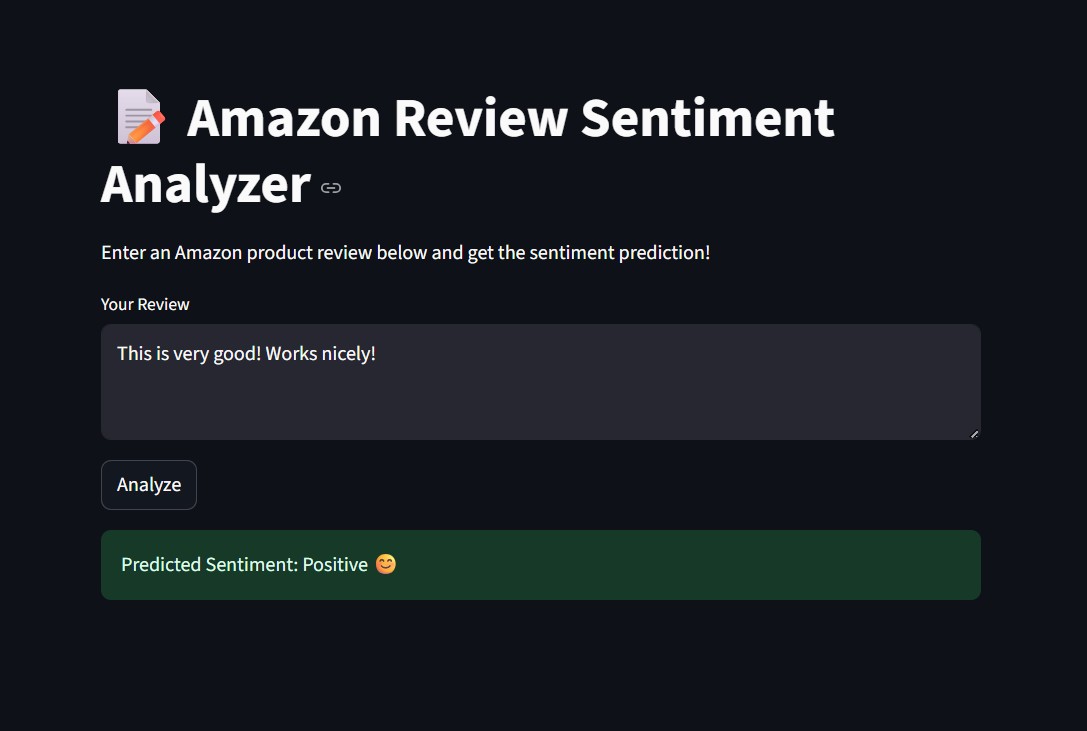 📝 Amazon Review Sentiment
Analyzer
Enter an Amazon product review below and get the sentiment prediction!
Your Review
This is very good! Works nicely!
Analyze
Predicted Sentiment: Positive 😊